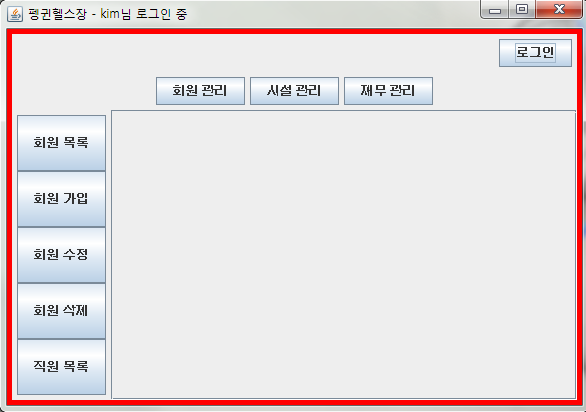 펭귄헬스장 - kim님 로그인 중
로그인
회원 관리 시설 관리 재무 관리
회원 목록
회원 가입
회원 수정
회원 삭제
직원 목록